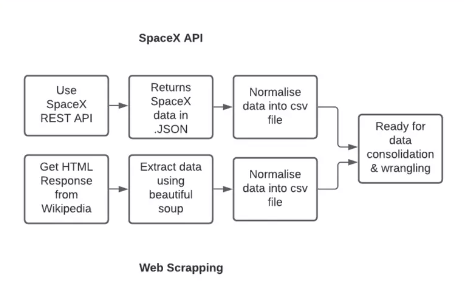 SpaceX API
Use
SpaceX
REST API
Returns
SpaceX
data in
.JSON
Normalise
data into csv
file
Ready for
data
consolidation
& wrangling
Get HTML
Response
from
Wikipedia
Extract data
using
beautiful
soup
Normalise
data into csv
file
Web Scrapping